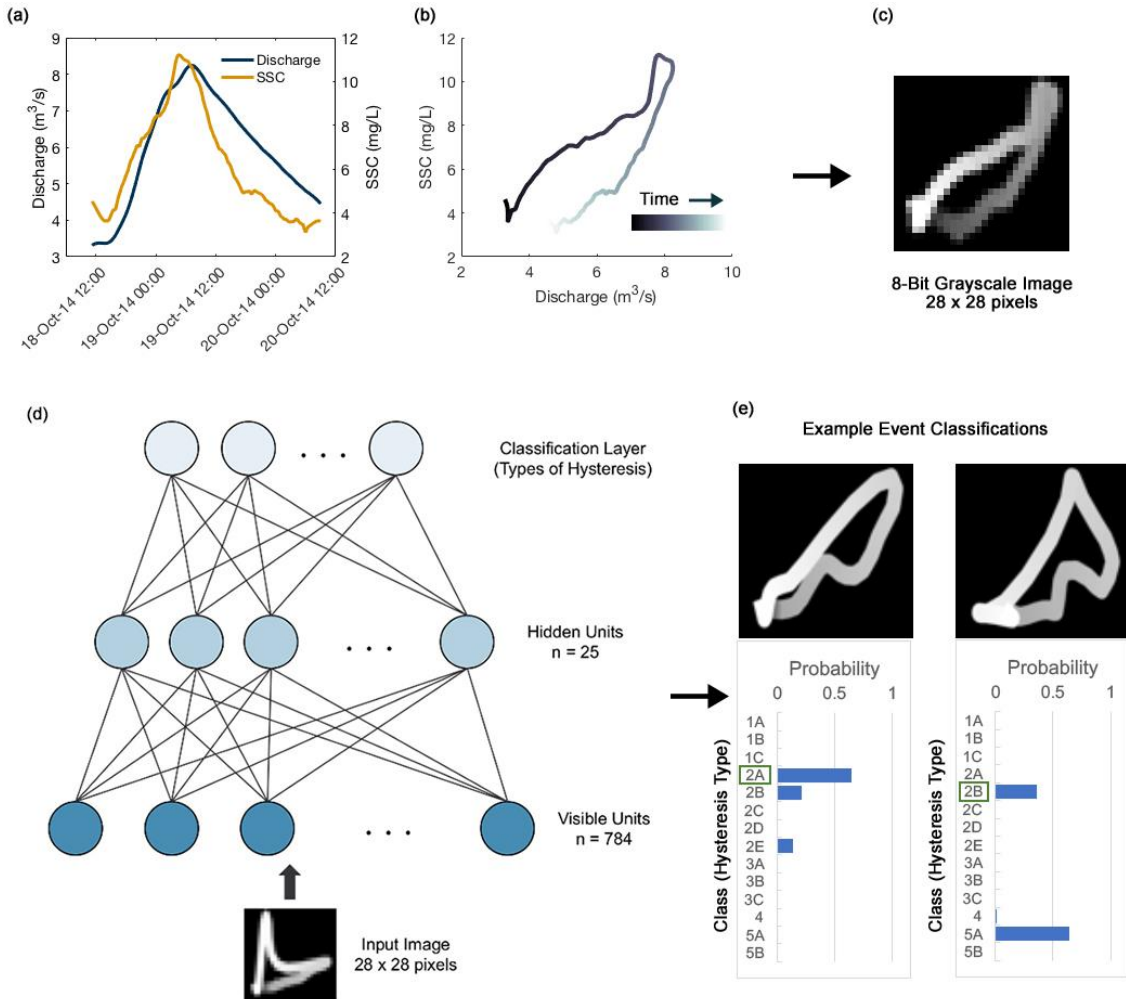 (a)
9
8
7
6
5
4
3
Discharge (m³/s)
Discharge
SSC
12
10
8
6
4
2
SSC (mg/L)
18-Oct-14 12:00
19-Oct-14 00:00
19-Oct-14 12:00
20-Oct-14 00:00
20-Oct-14 12:00
(b)
12
10
8
6
4
2
SSC (mg/L)
Time
2
4
6
8
10
Discharge (m³/s)
(c)
8-Bit Grayscale Image
28 x 28 pixels
(d)
Classification Layer
(Types of Hysteresis)
Hidden Units
n = 25
Visible Units
n = 784
Input Image
28 x 28 pixels
(e)
Example Event Classifications
Probability
0 0.5 1
Class (Hysteresis Type)
1A
1B
1C
2A
2B
2C
2D
2E
3A
3B
3C
4
5A
5B
Probability
0 0.5 1
Class (Hysteresis Type)
1A
1B
1C
2A
2B
2C
2D
2E
3A
3B
3C
4
5A
5B